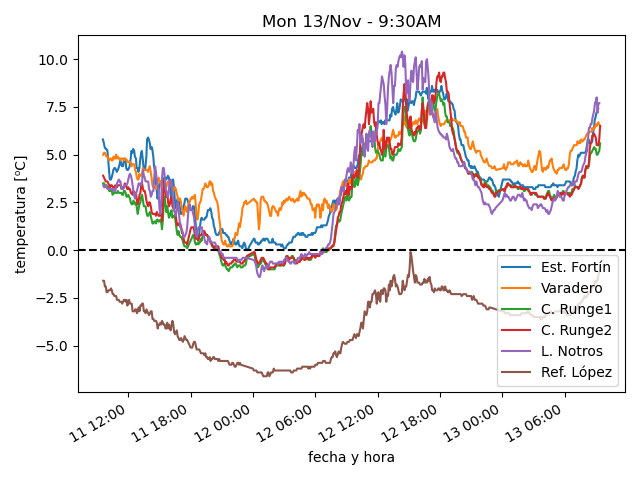 Mon 13/Nov - 9:30AM
temperatura [ºC]
10.0
7.5
5.0
2.5
0.0
−2.5
−5.0
Est. Fortín
Varadero
C. Runge1
C. Runge2
L. Notros
Ref. López
11 12:00
11 18:00
12 00:00
12 06:00
12 12:00
12 18:00
13 00:00
13 06:00
fecha y hora